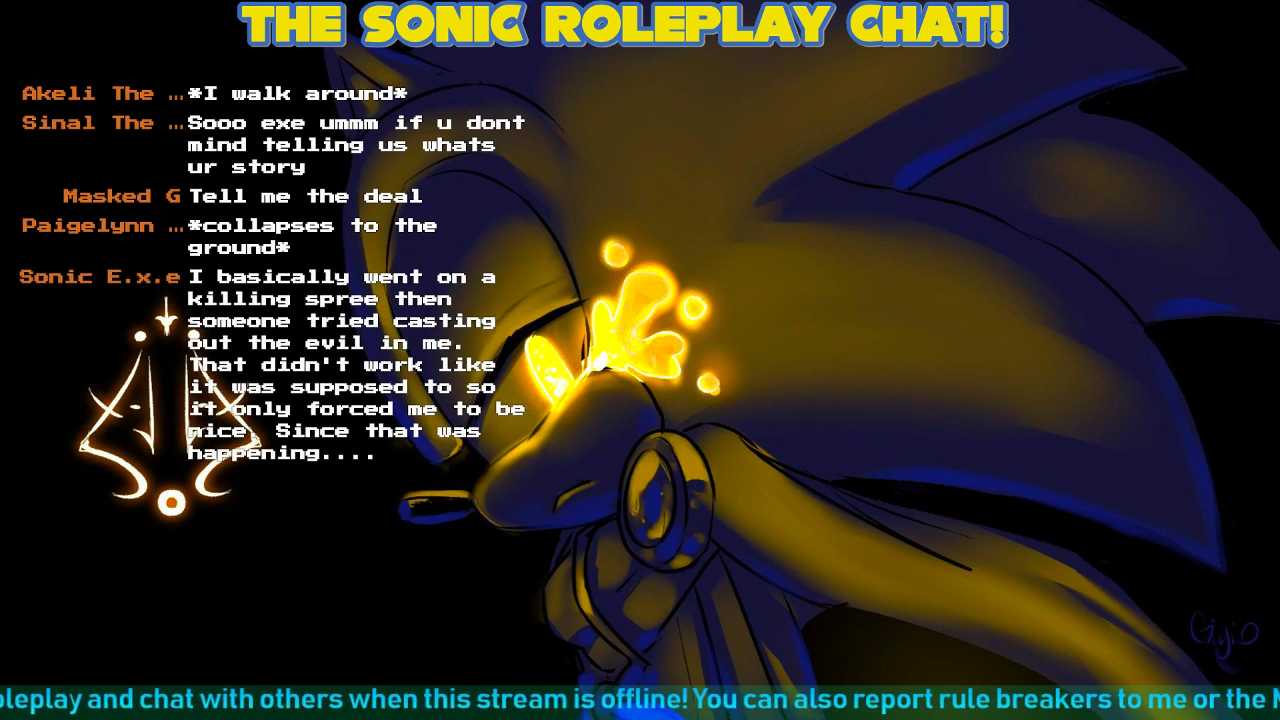 THE SONIC ROLEPLAY CHAT!
Akeli The ... *I walk around*
Sinal The ... Sooo exe ummm if u dont
mind telling us whats
ur story
Masked G Tell me the deal
Paigelynn ... *collapses to the
ground*
Sonic E.x.e I basically went on a
killing spree then
someone tried casting
out the evil in me.
That didn't work like
it was supposed to so
it only forced me to be
nice. Since that was
happening....
GigiO
oleplay and chat with others when this stream is offline! You can also report rule breakers to me or the